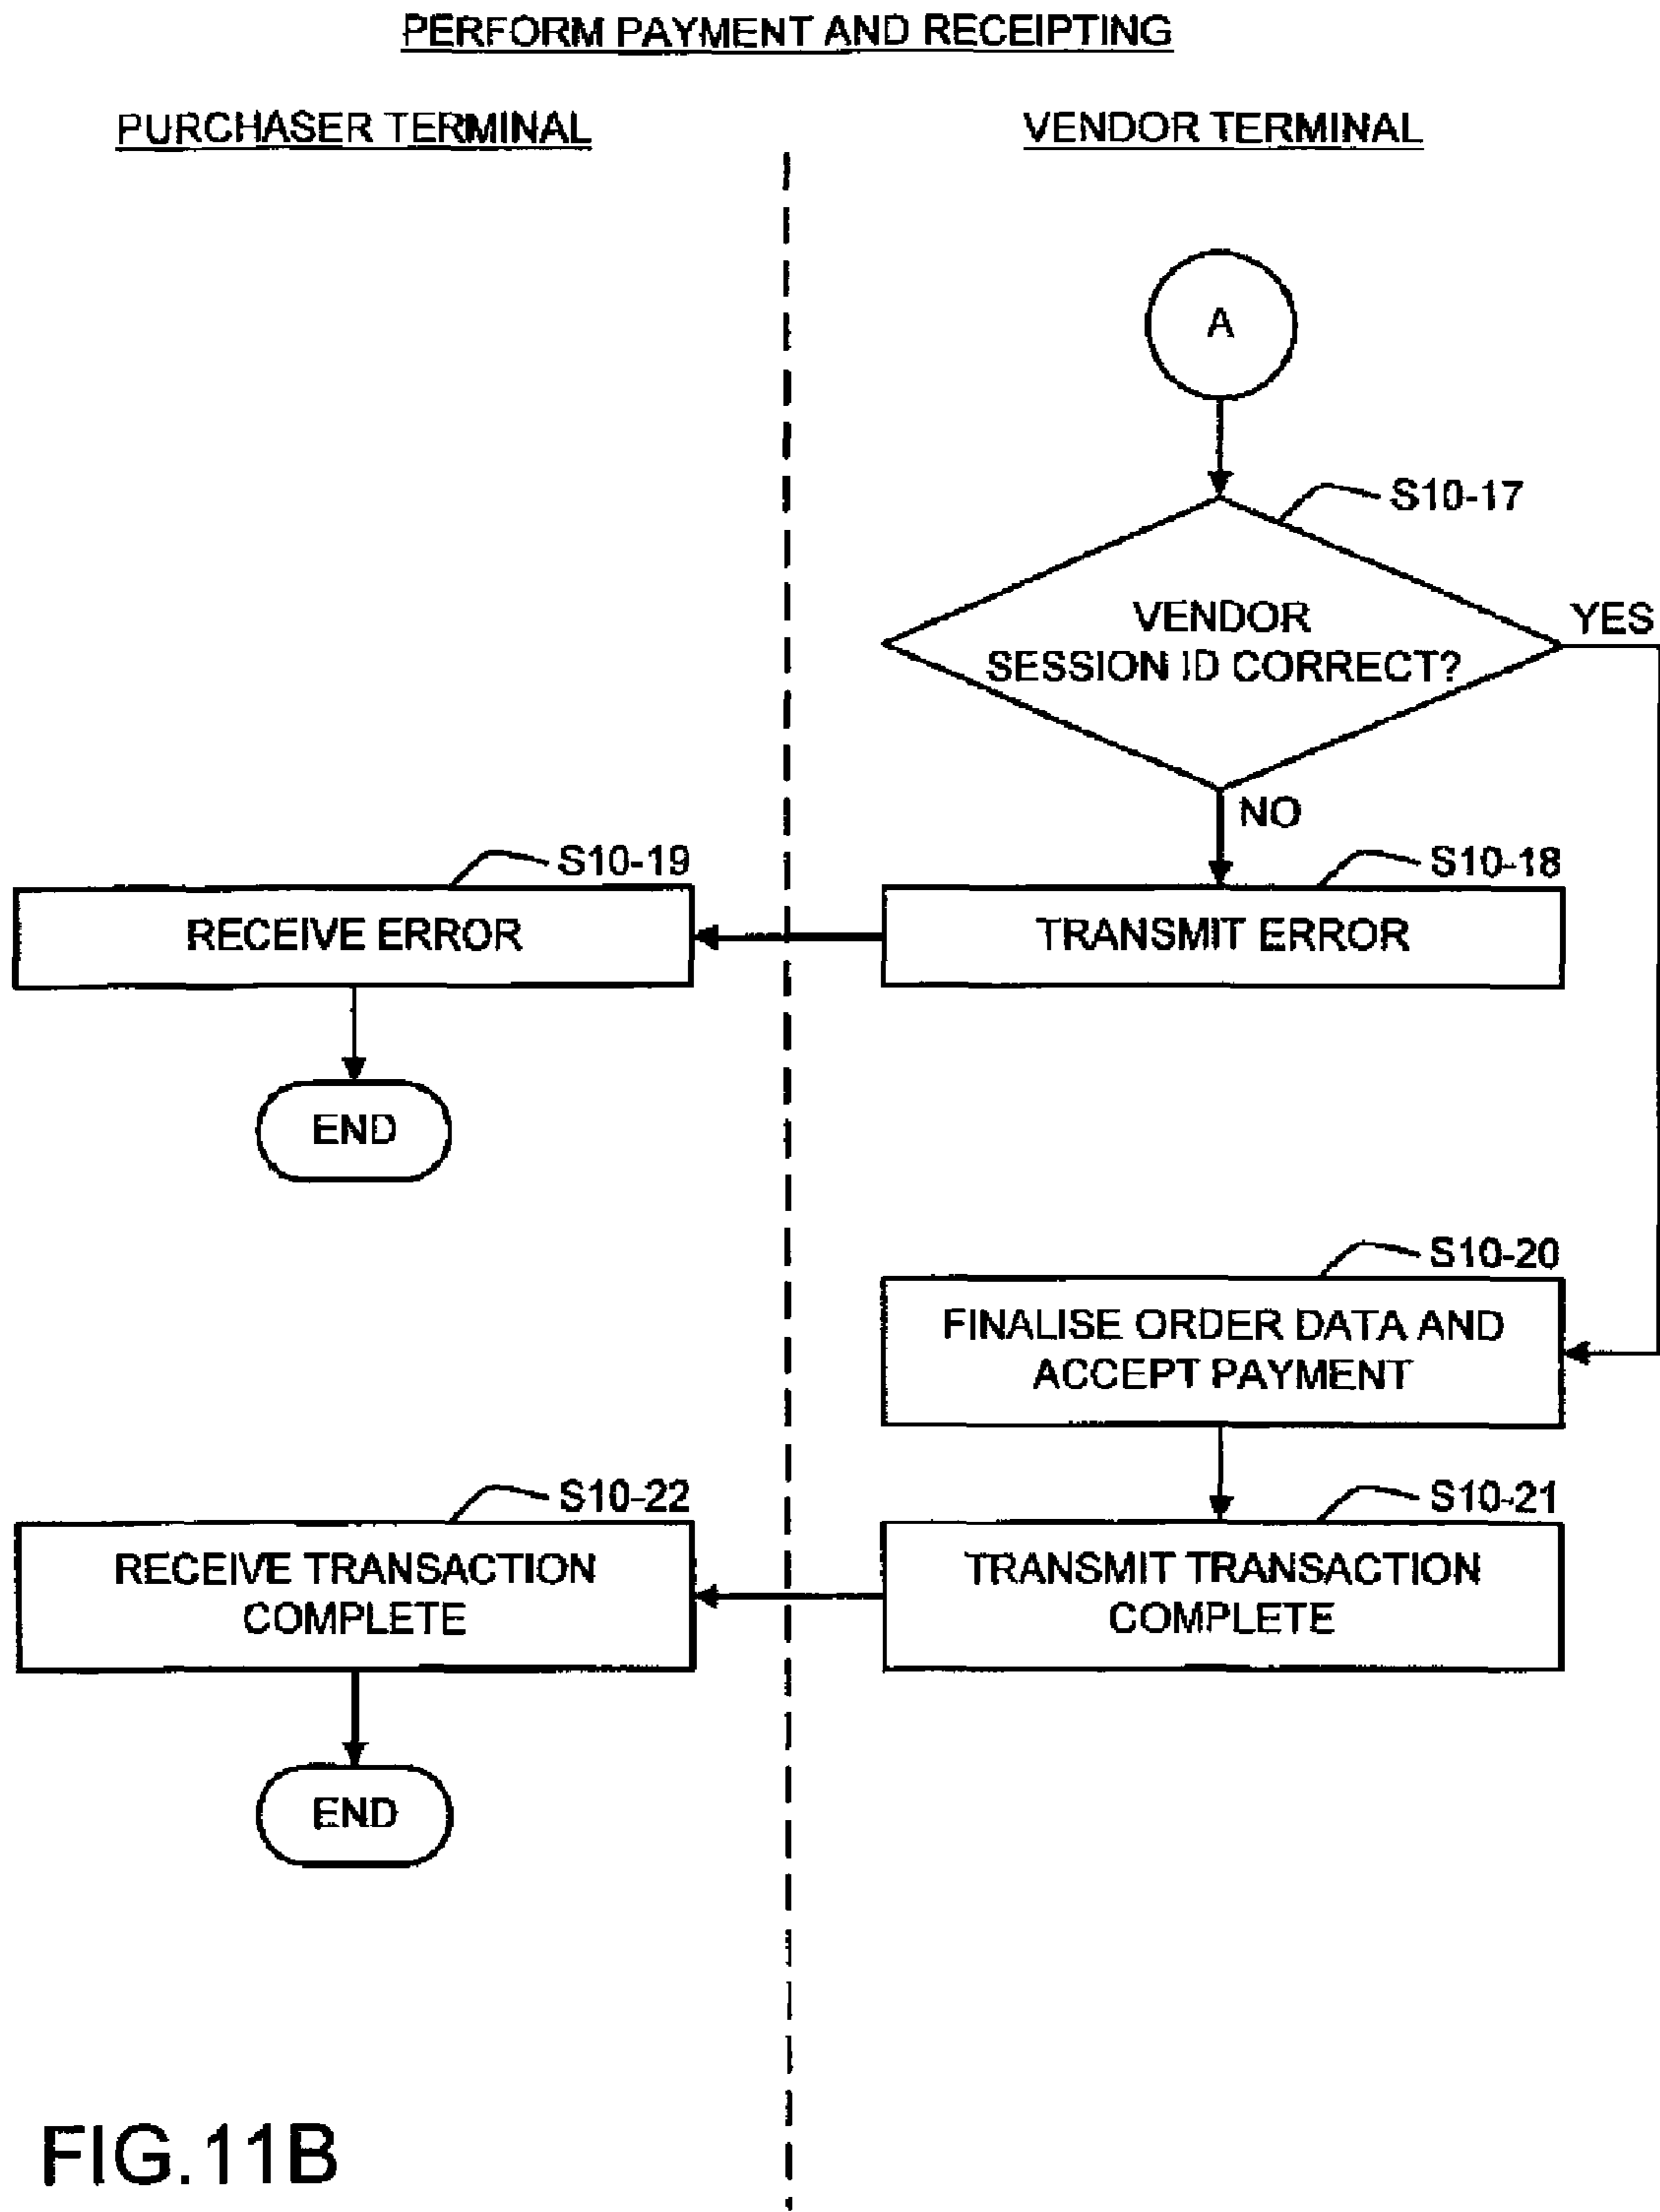 PERFORM PAYMENT AND RECEIPTING
PURCHASER TERMINAL
VENDOR TERMINAL
A
S10-17
VENDOR
SESSION ID CORRECT?
YES
NO
S10-19
S10-18
RECEIVE ERROR
TRANSMIT ERROR
END
S10-20
FINALISE ORDER DATA AND
ACCEPT PAYMENT
S10-22
S10-21
RECEIVE TRANSACTION
COMPLETE
TRANSMIT TRANSACTION
COMPLETE
END
FIG.11B